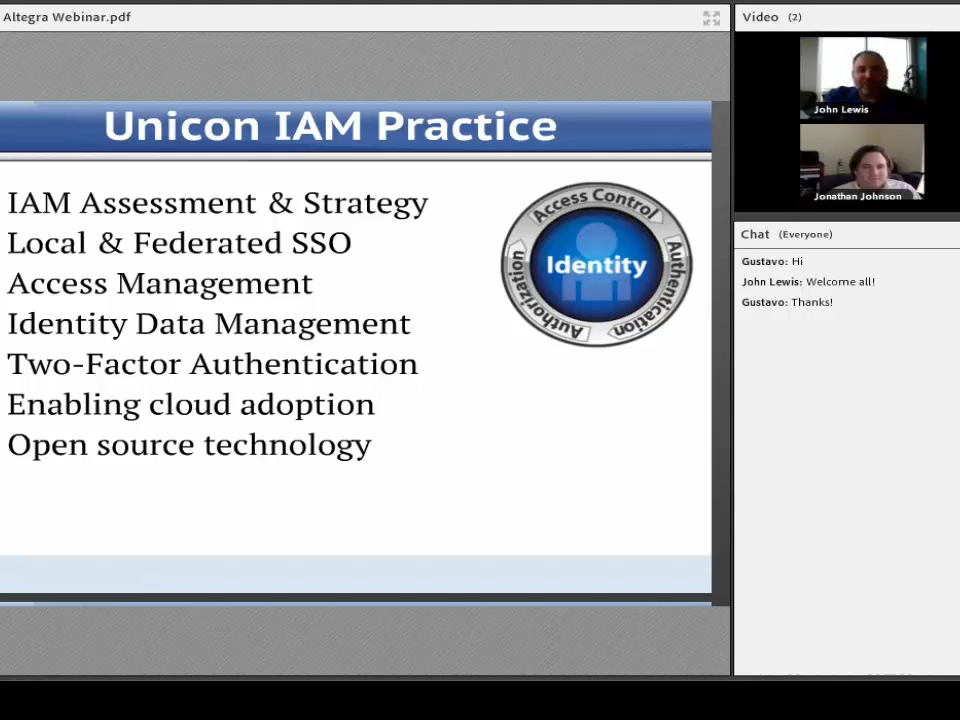 Altegra Webinar.pdf
Unicon IAM Practice
IAM Assessment & Strategy
Local & Federated SSO
Access Management
Identity Data Management
Two-Factor Authentication
Enabling cloud adoption
Open source technology
Access Control
Authentication
Authorization
Identity
Video (2)
John Lewis
Jonathan Johnson
Chat (Everyone)
Gustavo: Hi
John Lewis: Welcome all!
Gustavo: Thanks!